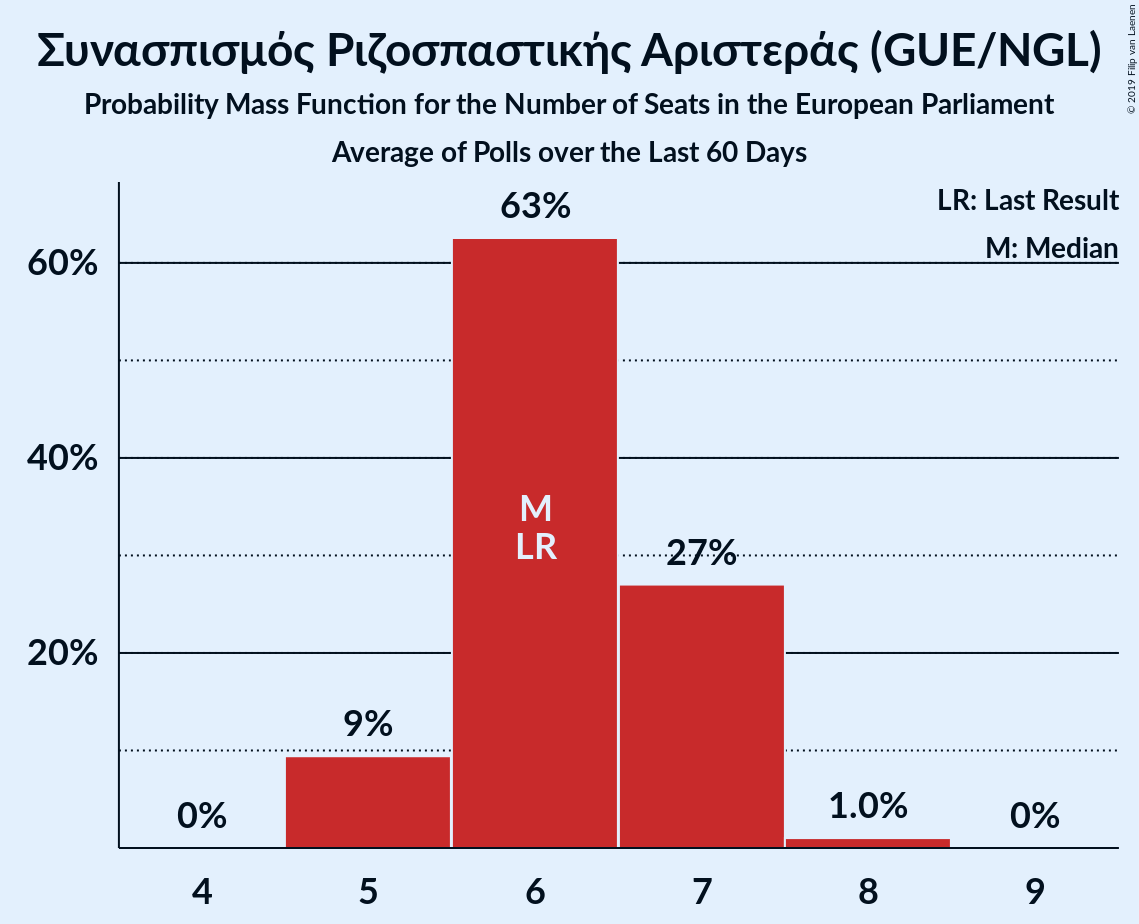 Συνασπισμός Ριζοσπαστικής Αριστεράς (GUE/NGL)
Probability Mass Function for the Number of Seats in the European Parliament
Average of Polls over the Last 60 Days
© 2019 Filip van Laenen
LR: Last Result
M: Median
63%
60%
40%
M
LR
27%
20%
9%
0%
1.0%
0%
4 5 6 7 8 9